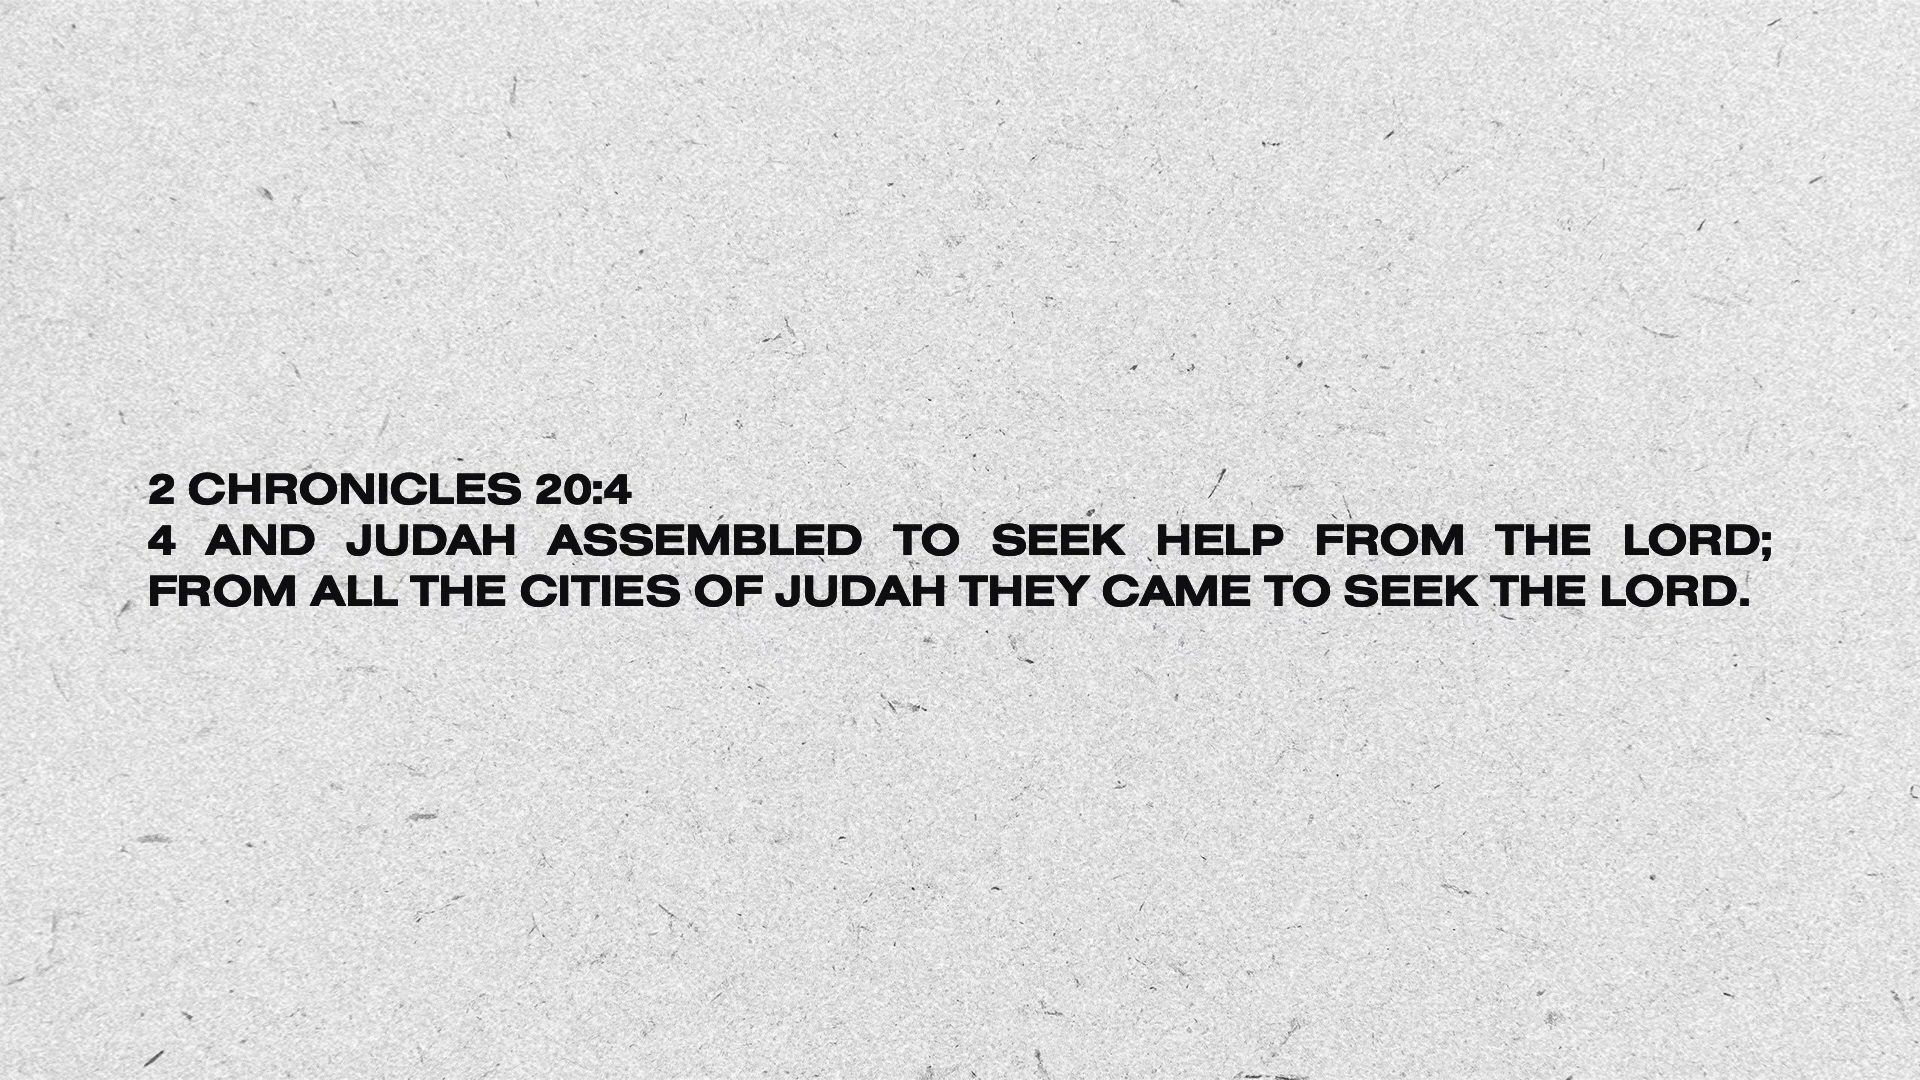 2 CHRONICLES 20:4
4 AND JUDAH ASSEMBLED TO SEEK HELP FROM THE LORD;
FROM ALL THE CITIES OF JUDAH THEY CAME TO SEEK THE LORD.